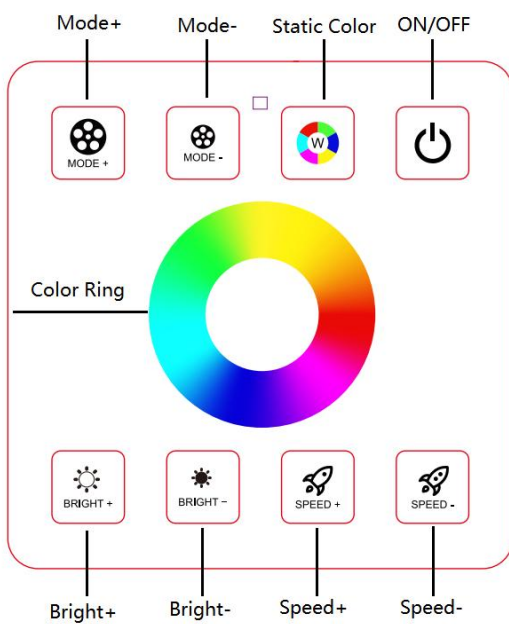 Mode+ Mode- Static Color ON/OFF
MODE + MODE - W
Color Ring
BRIGHT + BRIGHT - SPEED + SPEED -
Bright+ Bright- Speed+ Speed-